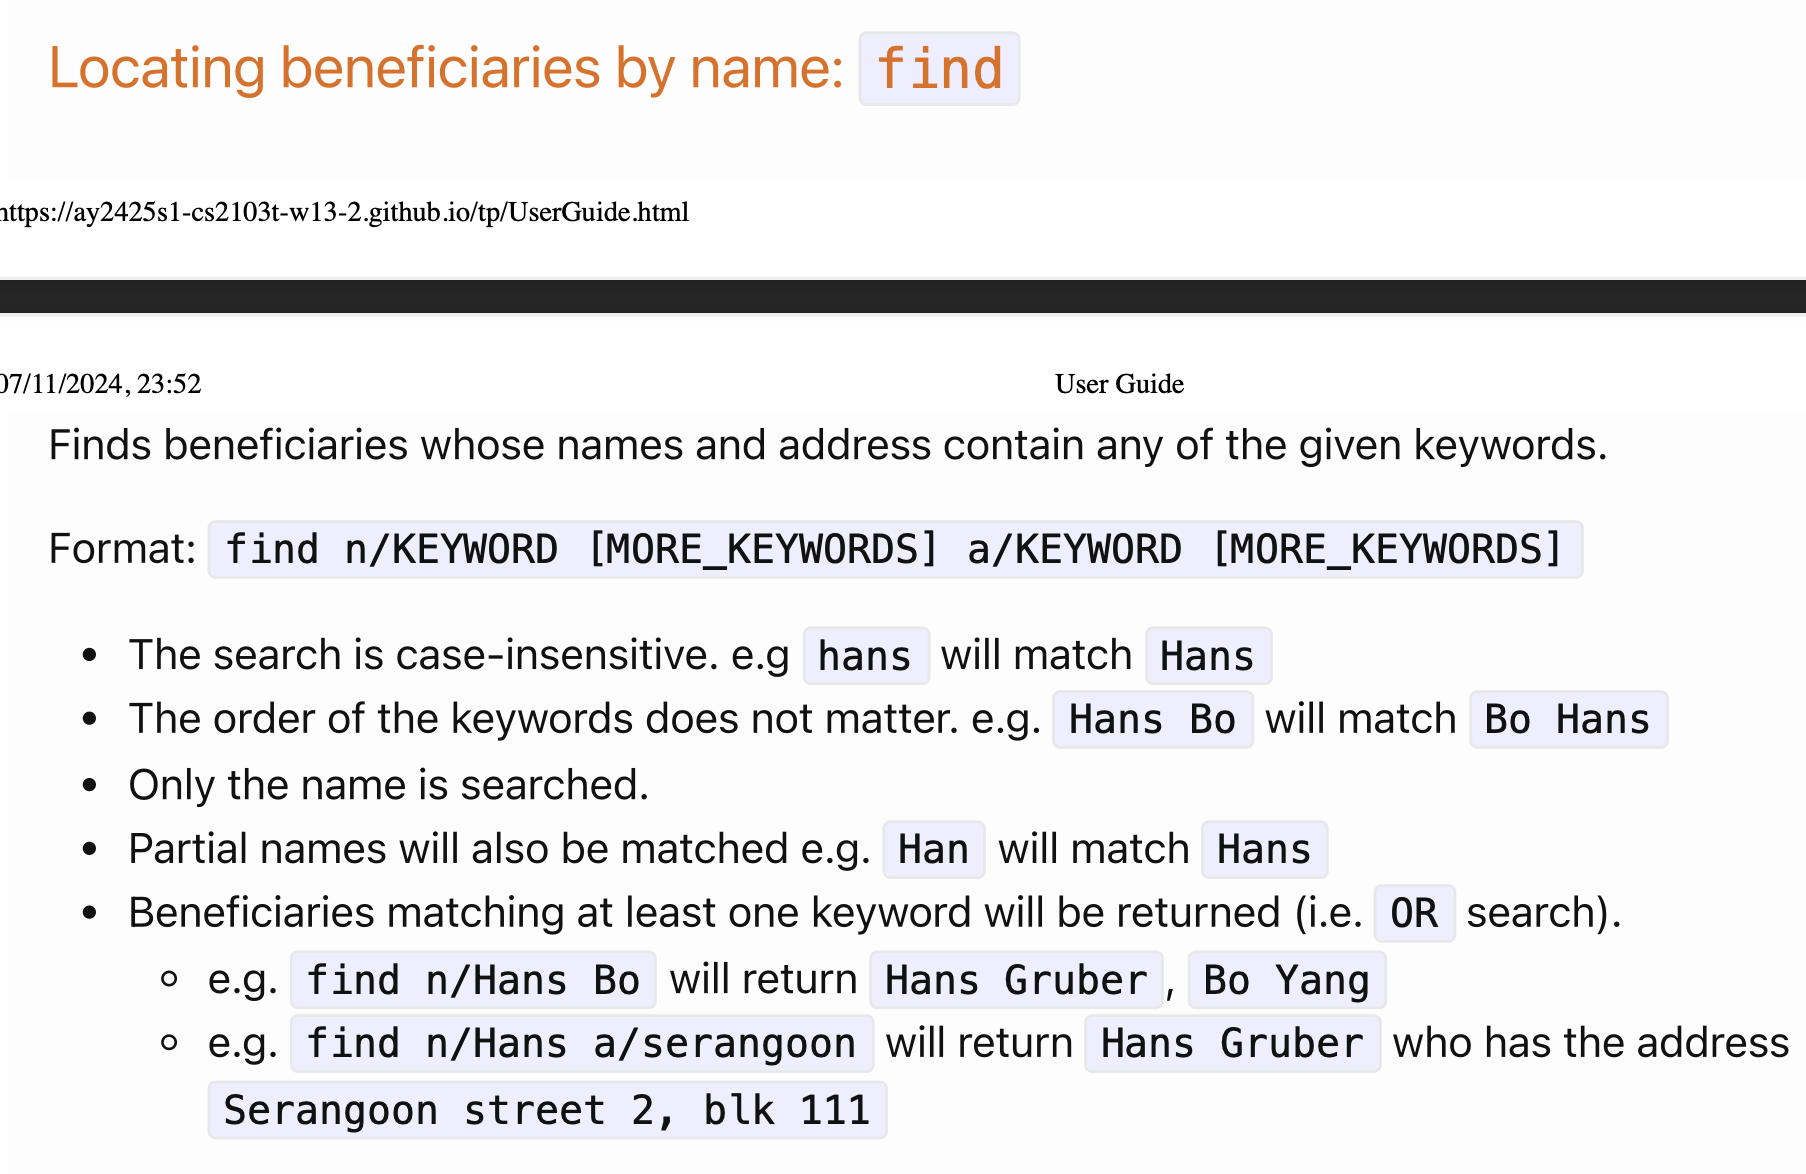 Locating beneficiaries by name: find
https://ay2425s1-cs2103t-w13-2.github.io/tp/UserGuide.html
07/11/2024, 23:52
User Guide
Finds beneficiaries whose names and address contain any of the given keywords.
Format: find n/KEYWORD [MORE_KEYWORDS] a/KEYWORD [MORE_KEYWORDS]
• The search is case-insensitive. e.g hans will match Hans
• The order of the keywords does not matter. e.g. Hans Bo will match Bo Hans
• Only the name is searched.
• Partial names will also be matched e.g. Han will match Hans
• Beneficiaries matching at least one keyword will be returned (i.e. OR search).
◦ e.g. find n/Hans Bo will return Hans Gruber, Bo Yang
◦ e.g. find n/Hans a/serangoon will return Hans Gruber who has the address
Serangoon street 2, blk 111